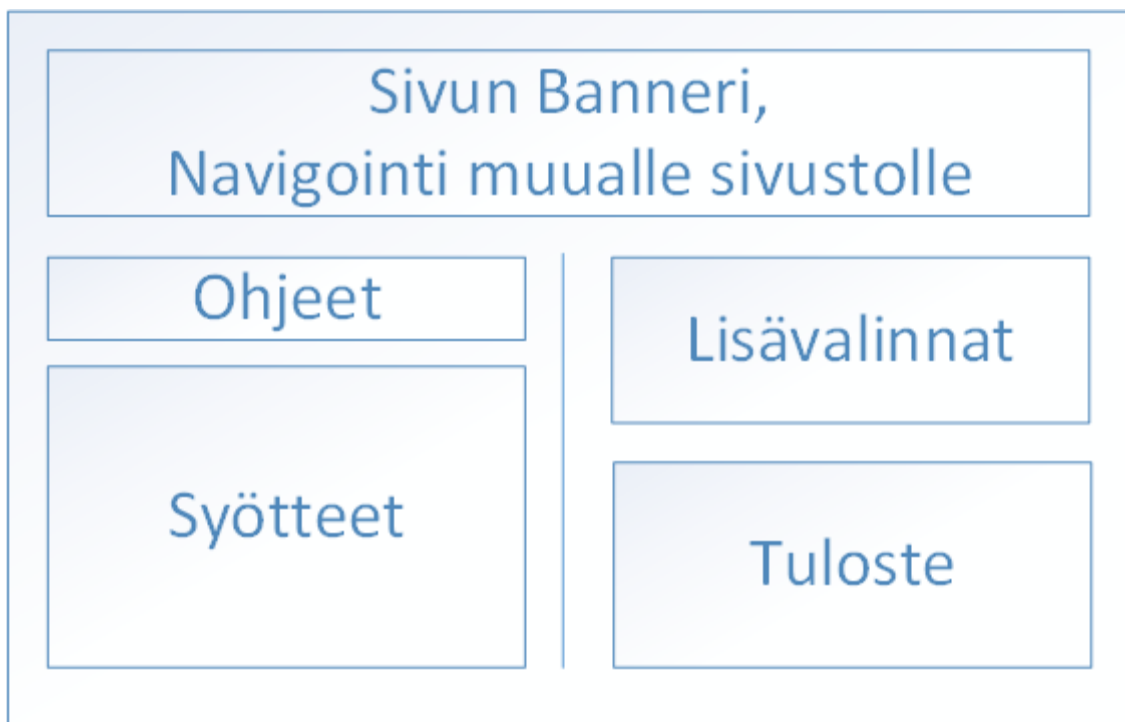 Sivun Banneri,
Navigointi muualle sivustolle
Ohjeet
Syötteet
Lisävalinnat
Tuloste